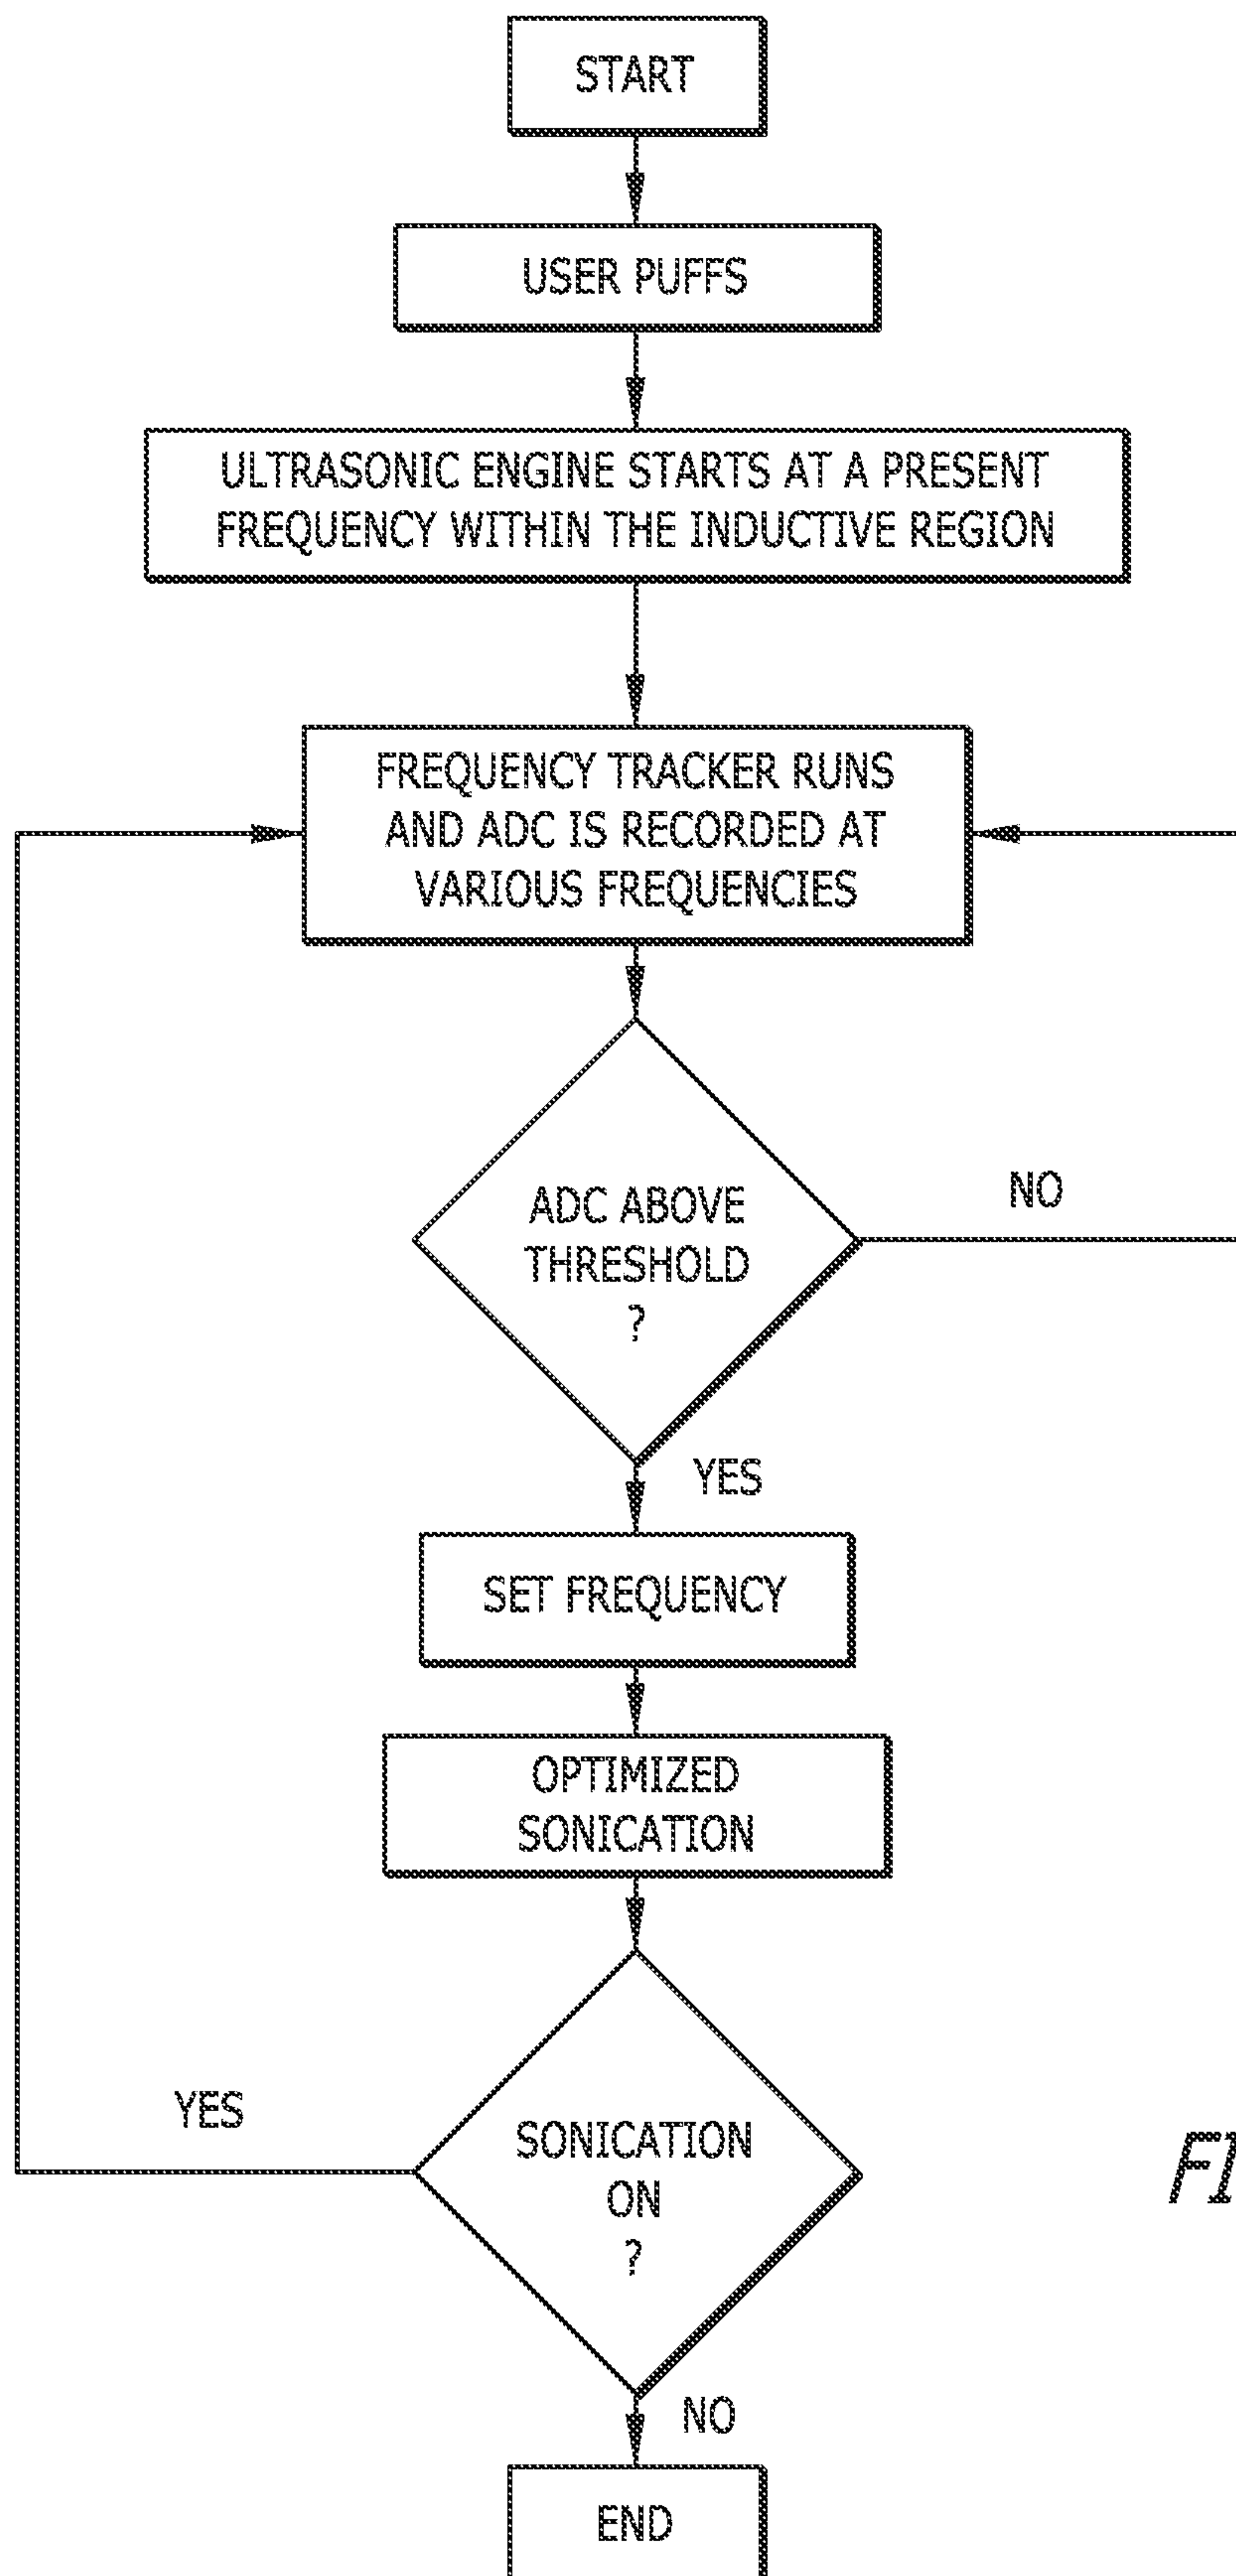 START
USER PUFFS
ULTRASONIC ENGINE STARTS AT A PRESENT
FREQUENCY WITHIN THE INDUCTIVE REGION
FREQUENCY TRACKER RUNS
AND ADC IS RECORDED AT
VARIOUS FREQUENCIES
ADC ABOVE
THRESHOLD
?
NO
YES
SET FREQUENCY
OPTIMIZED
SONICATION
YES
SONICATION
ON
?
FI
NO
END